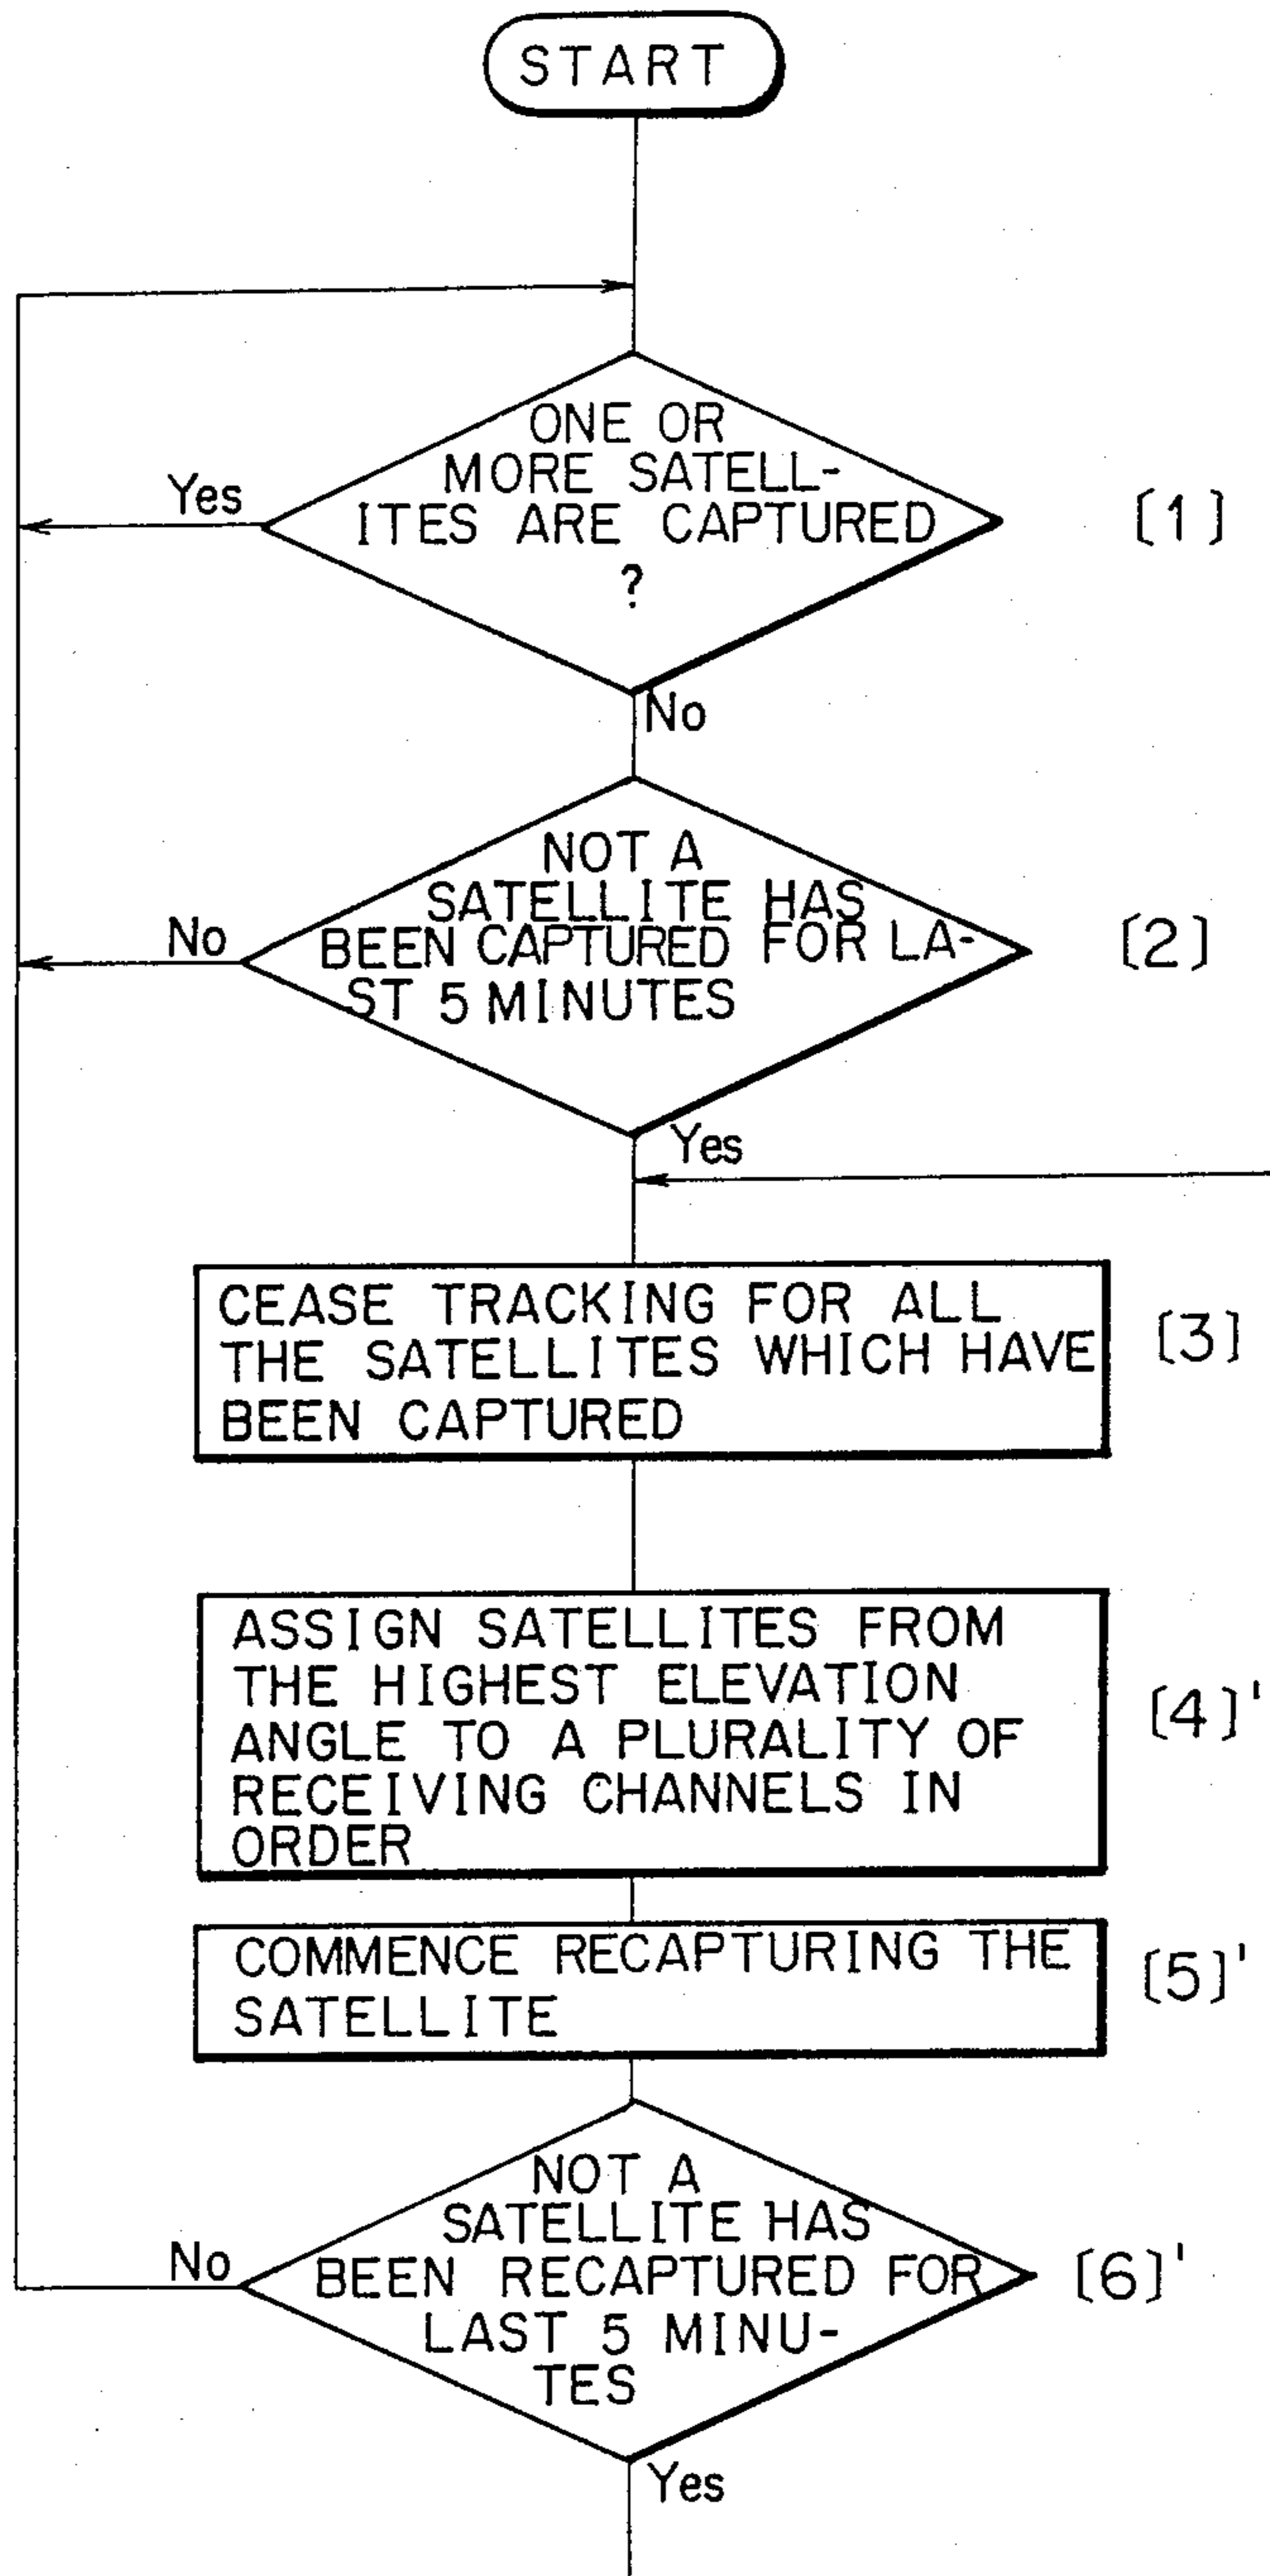 START
ONE OR
MORE SATELL-
ITES ARE CAPTURED
?
Yes
[1]
No
NOT A
SATELLITE HAS
BEEN CAPTURED FOR LA-
ST 5 MINUTES
No
[2]
Yes
CEASE TRACKING FOR ALL
THE SATELLITES WHICH HAVE
BEEN CAPTURED
[3]
ASSIGN SATELLITES FROM
THE HIGHEST ELEVATION
ANGLE TO A PLURALITY OF
RECEIVING CHANNELS IN
ORDER
[4]'
COMMENCE RECAPTURING THE
SATELLITE
[5]'
NOT A
SATELLITE HAS
BEEN RECAPTURED FOR
LAST 5 MINU-
TES
No
[6]'
Yes